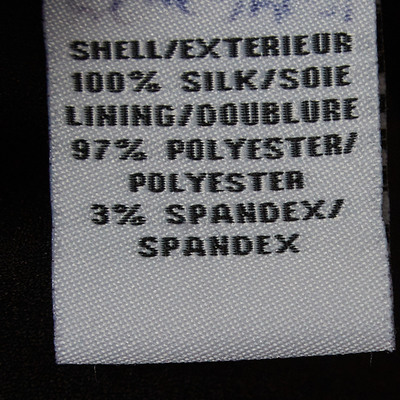 SHELL/EXTERIEUR
100% SILK/SOIE
LINING/DOUBLURE
97% POLYESTER/
POLYESTER
3% SPANDEX/
SPANDEX